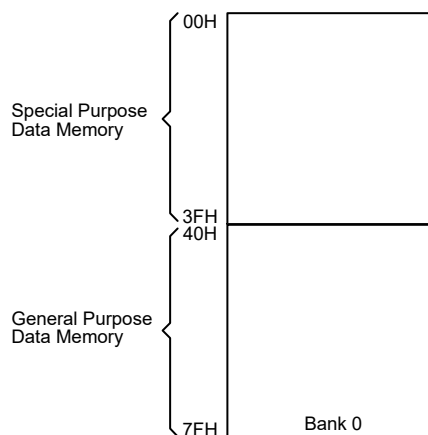 00H
Special Purpose
Data Memory
3FH
40H
General Purpose
Data Memory
7FH
Bank 0